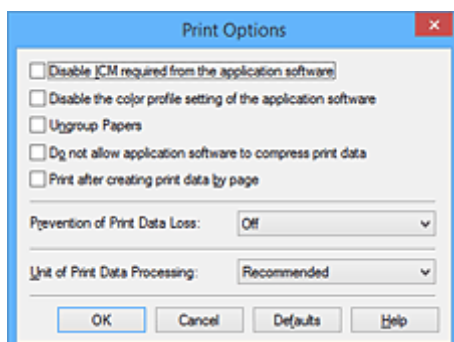 Print Options
Disable ICM required from the application software
Disable the color profile setting of the application software
Ungroup Papers
Do not allow application software to compress print data
Print after creating print data by page
Prevention of Print Data Loss: Off
Unit of Print Data Processing: Recommended
OK Cancel Defaults Help